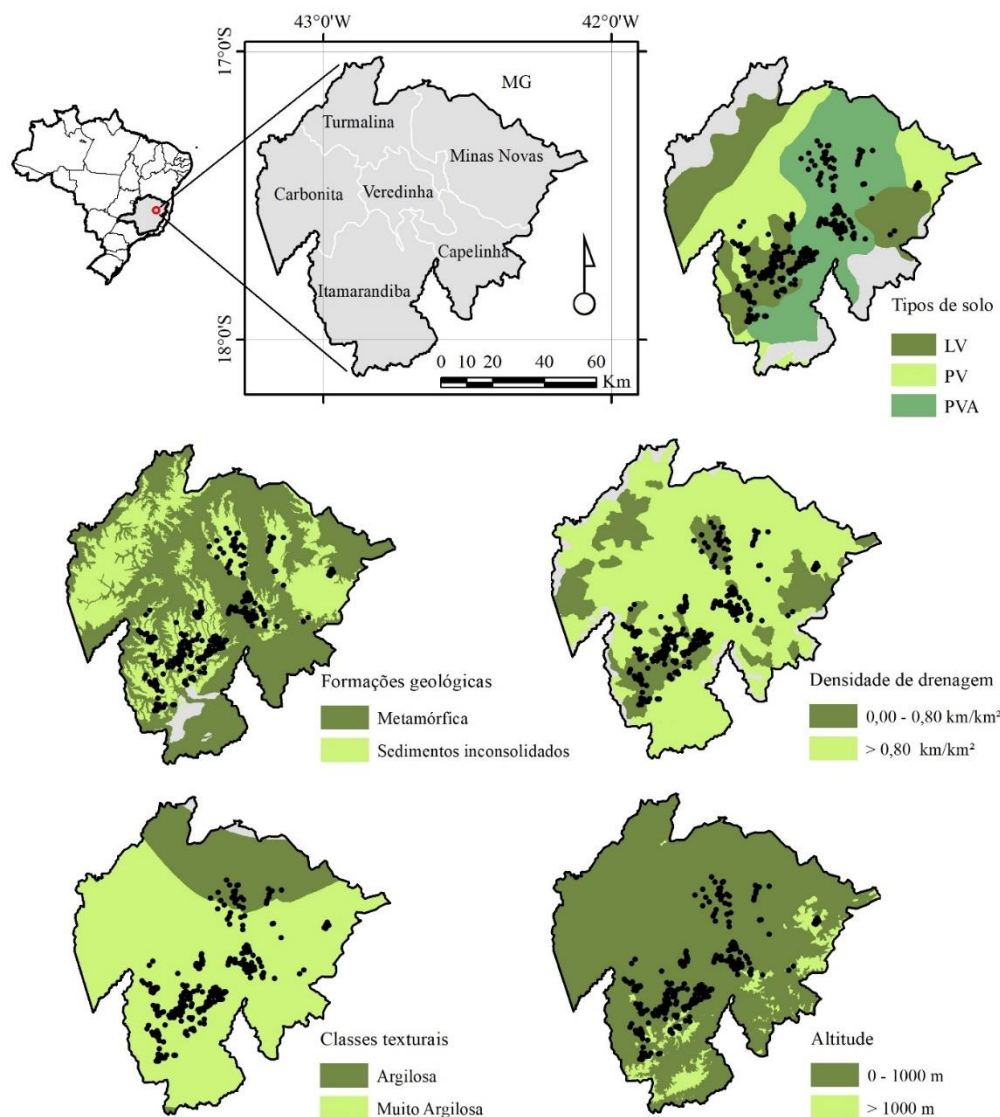 43°0'W
42°0'W
17°0'S
18°0'S
MG
Turmalina
Minas Novas
Carbonita
Veredinha
Capelinha
Itamarandiba
0 10 20 40 60
Km
Tipos de solo
LV
PV
PVA
Formações geológicas
Metamórfica
Sedimentos inconsolidados
Densidade de drenagem
0,00 - 0,80 km/km²
> 0,80 km/km²
Classes texturais
Argilosa
Muito Argilosa
Altitude
0 - 1000 m
> 1000 m